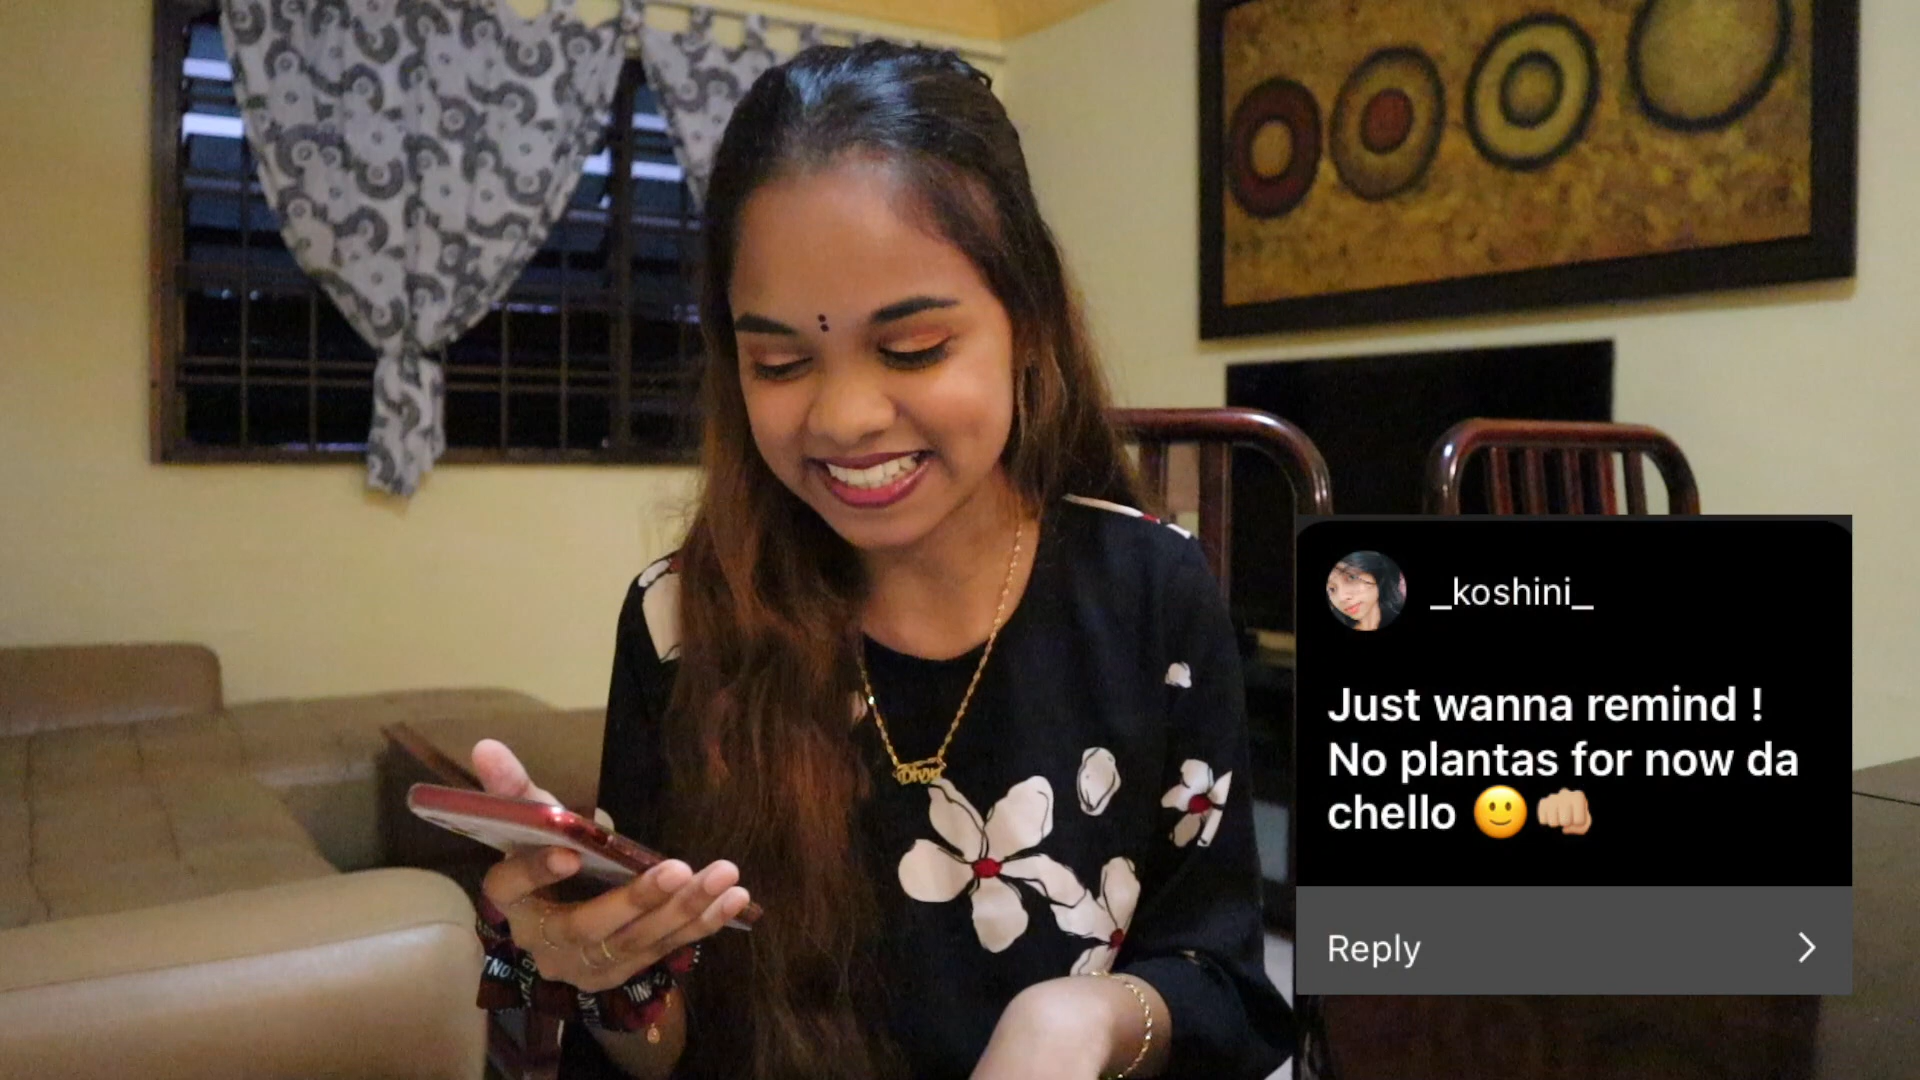 _koshini_
Just wanna remind !
No plantas for now da
chello 🙂👊🏼
Reply